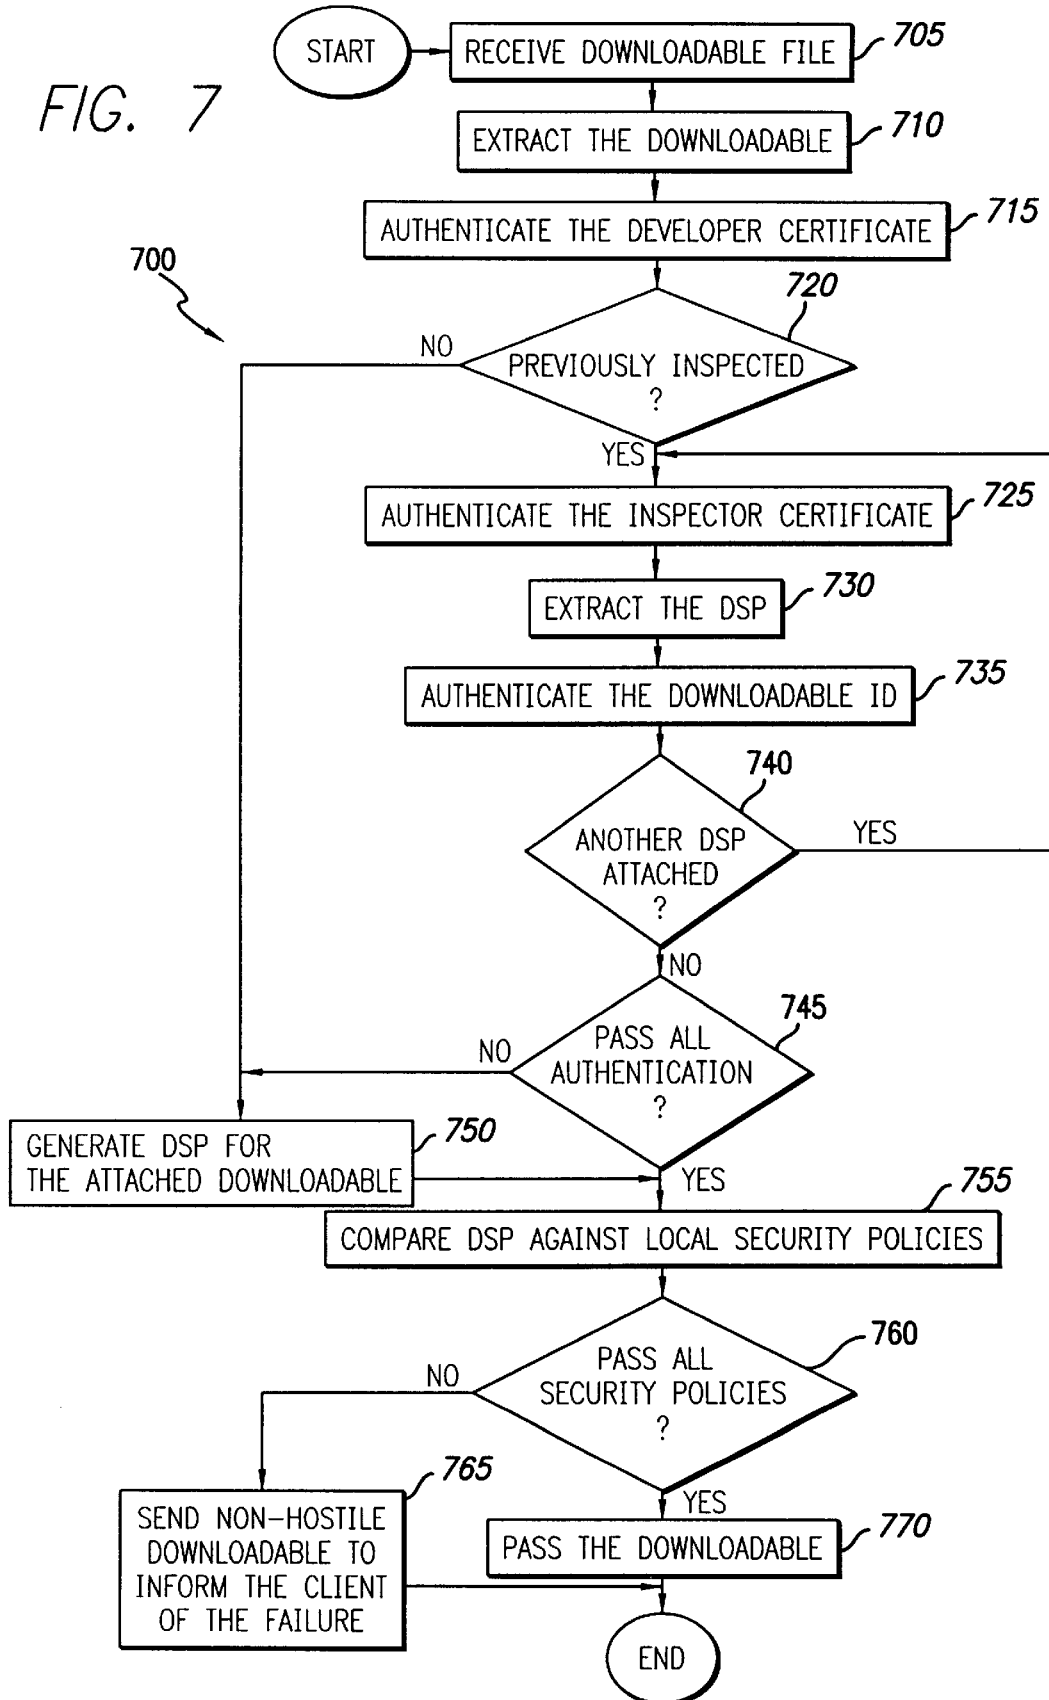 START
RECEIVE DOWNLOADABLE FILE
705
FIG. 7
EXTRACT THE DOWNLOADABLE
710
AUTHENTICATE THE DEVELOPER CERTIFICATE
715
700
720
NO
PREVIOUSLY INSPECTED
?
YES
AUTHENTICATE THE INSPECTOR CERTIFICATE
725
EXTRACT THE DSP
730
AUTHENTICATE THE DOWNLOADABLE ID
735
740
ANOTHER DSP
ATTACHED
?
YES
NO
745
PASS ALL
AUTHENTICATION
?
NO
YES
GENERATE DSP FOR
THE ATTACHED DOWNLOADABLE
750
755
COMPARE DSP AGAINST LOCAL SECURITY POLICIES
760
PASS ALL
SECURITY POLICIES
?
NO
YES
765
SEND NON-HOSTILE
DOWNLOADABLE TO
INFORM THE CLIENT
OF THE FAILURE
PASS THE DOWNLOADABLE
770
END